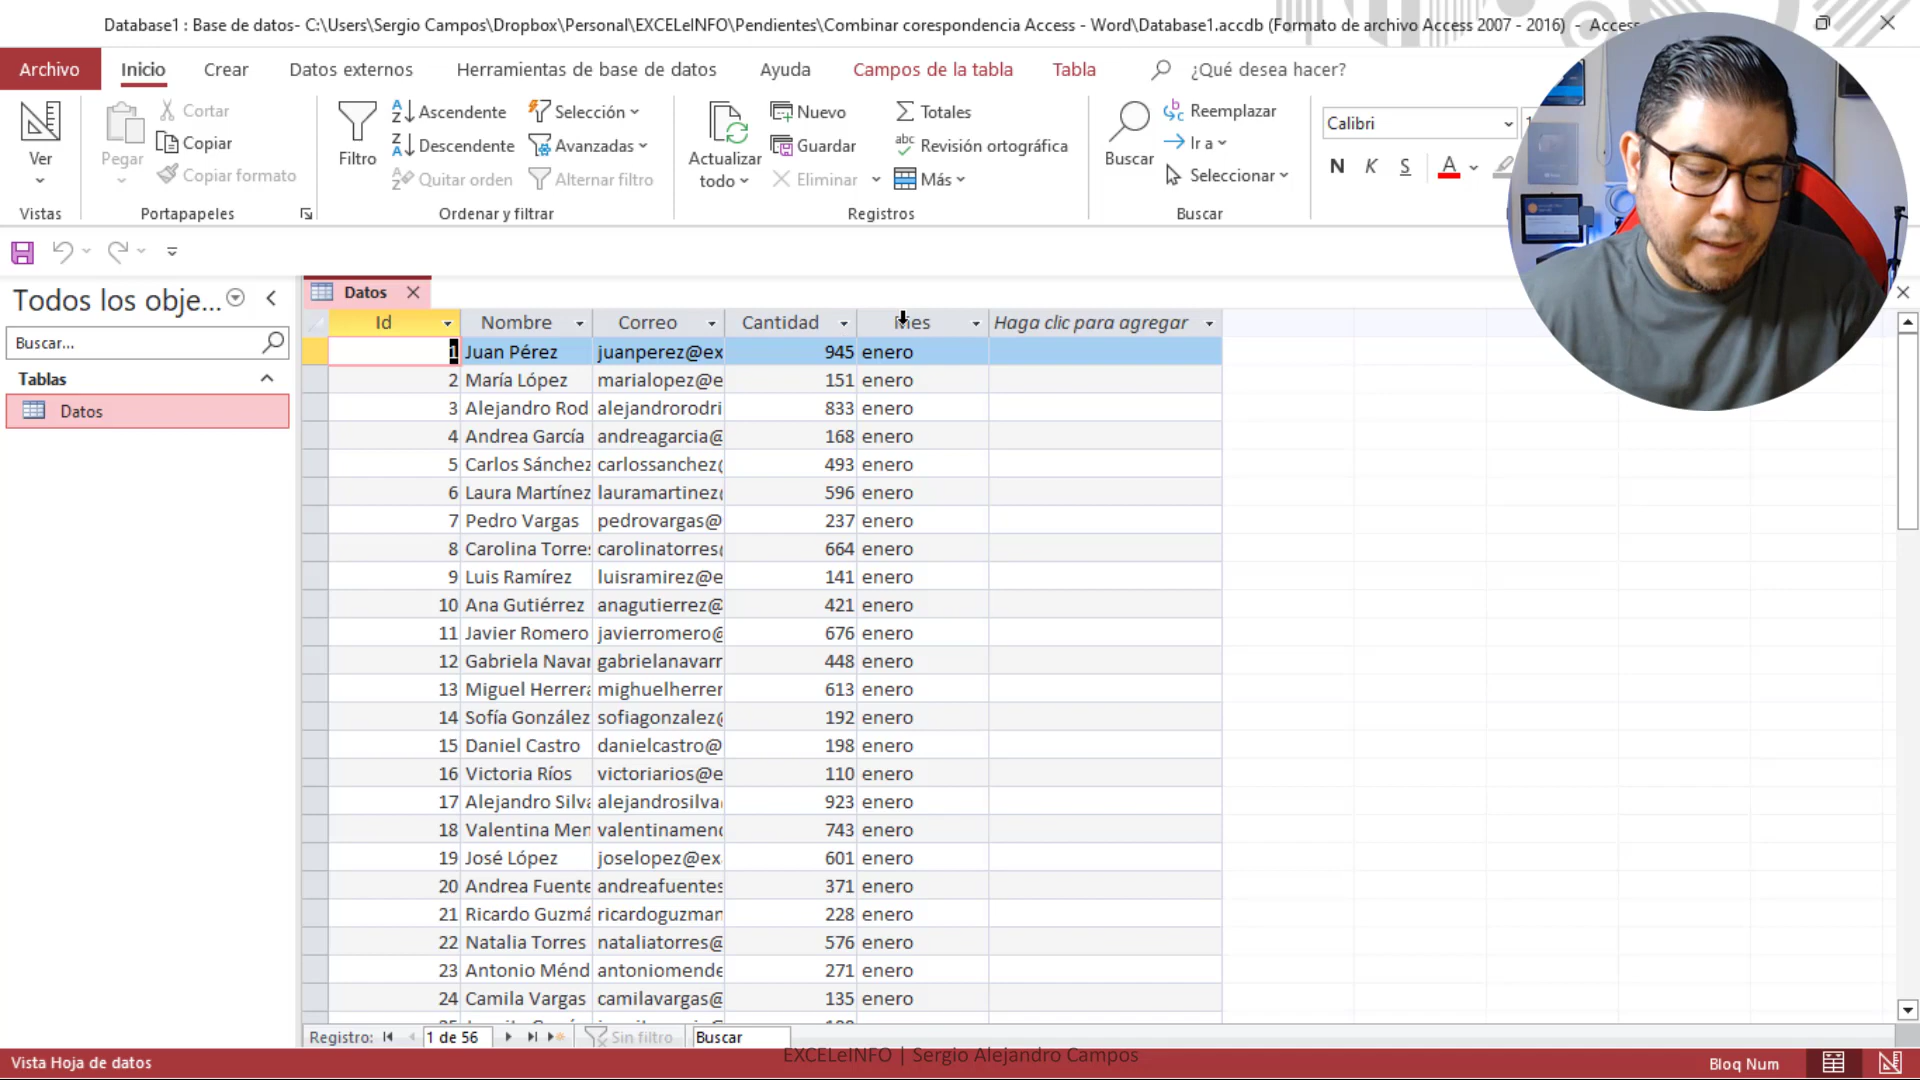 Database1 : Base de datos- C:\Users\Sergio Campos\Dropbox\Personal\EXCELeINFO\Pendientes\Combinar corespondencia Access - Word\Database1.accdb (Formato de archivo Access 2007 - 2016) - Access
Archivo Inicio Crear Datos externos Herramientas de base de datos Ayuda Campos de la tabla Tabla ¿Qué desea hacer?
Ver
Pegar
Cortar
Copiar
Copiar formato
Filtro
Ascendente
Descendente
Quitar orden
Selección
Avanzadas
Alternar filtro
Actualizar todo
Nuevo
Guardar
Eliminar
Totales
Revisión ortográfica
Más
Buscar
Reemplazar
Ir a
Seleccionar
Calibri
N K S A
Vistas Portapapeles Ordenar y filtrar Registros Buscar
Todos los obje...
Buscar...
Tablas
Datos
Datos
Id Nombre Correo Cantidad Haga clic para agregar
1 Juan Pérez juanperez@ex 945 enero
2 María López marialopez@e 151 enero
3 Alejandro Rod alejandrorodri 833 enero
4 Andrea García andreagarcia@ 168 enero
5 Carlos Sánchez carlossanchez 493 enero
6 Laura Martínez lauramartinez 596 enero
7 Pedro Vargas pedrovargas@ 237 enero
8 Carolina Torre carolinatorres 664 enero
9 Luis Ramírez luisramirez@e 141 enero
10 Ana Gutiérrez anagutierrez@ 421 enero
11 Javier Romero javierromero@ 676 enero
12 Gabriela Nava gabrielanavarr 448 enero
13 Miguel Herrer mighuelherrer 613 enero
14 Sofía González sofiagonzalez 192 enero
15 Daniel Castro danielcastro@ 198 enero
16 Victoria Ríos victoriarios@e 110 enero
17 Alejandro Silv alejandrosilva 923 enero
18 Valentina Men valentinamen 743 enero
19 José López joselopez@ex 601 enero
20 Andrea Fuente andreafuentes 371 enero
21 Ricardo Guzmá ricardoguzmar 228 enero
22 Natalia Torres nataliatorres@ 576 enero
23 Antonio Ménd antoniomende 271 enero
24 Camila Vargas camilavargas@ 135 enero
Registro: 1 de 56 Sin filtro Buscar
EXCELeINFO | Sergio Alejandro Campos
Vista Hoja de datos Bloq Num